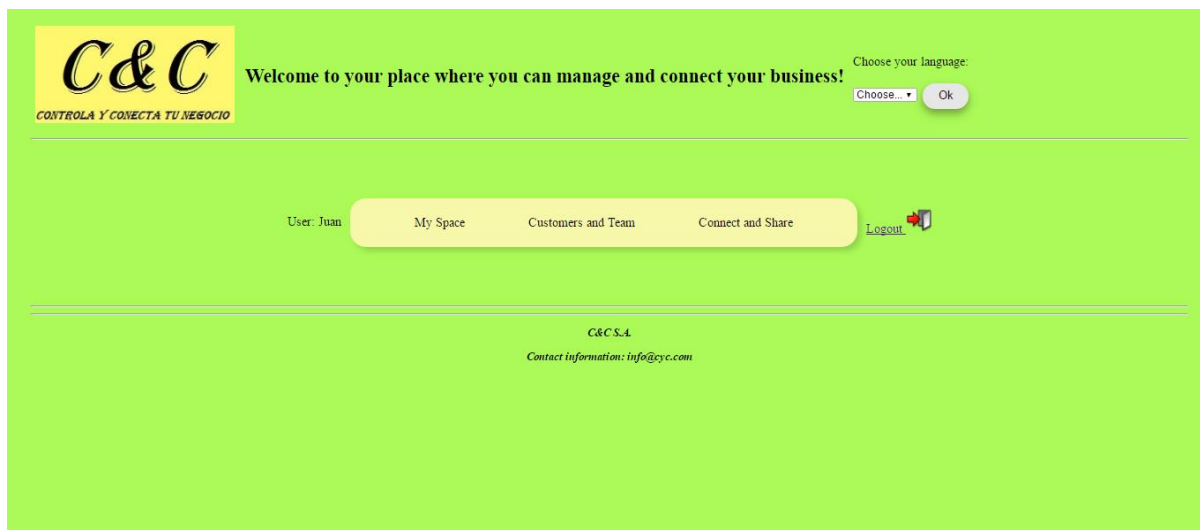 C&C
CONTROLA Y CONECTA TU NEGOCIO
Welcome to your place where you can manage and connect your business!
Choose your language:
Choose...
Ok
User: Juan
My Space
Customers and Team
Connect and Share
Logout
C&C S.A.
Contact information: info@cyc.com